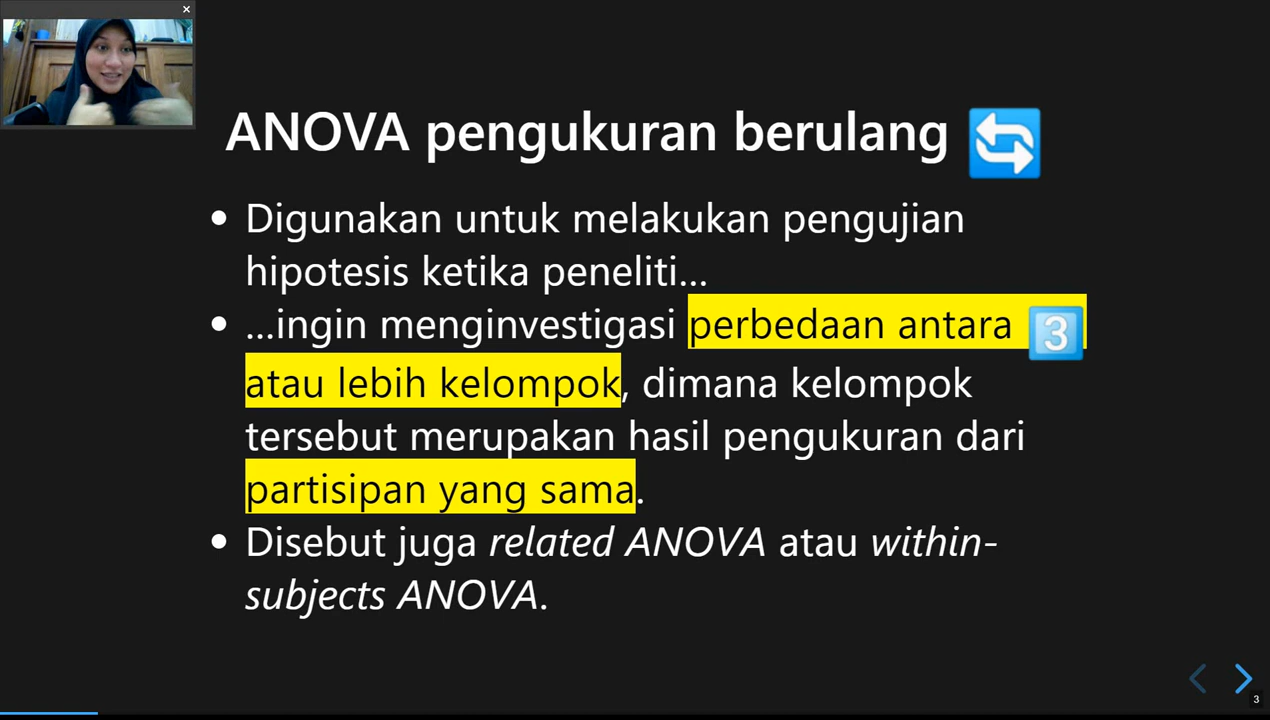 ANOVA pengukuran berulang 🔄
• Digunakan untuk melakukan pengujian
hipotesis ketika peneliti...
• ...ingin menginvestigasi perbedaan antara 3️⃣
atau lebih kelompok, dimana kelompok
tersebut merupakan hasil pengukuran dari
partisipan yang sama.
• Disebut juga related ANOVA atau within-
subjects ANOVA.
3